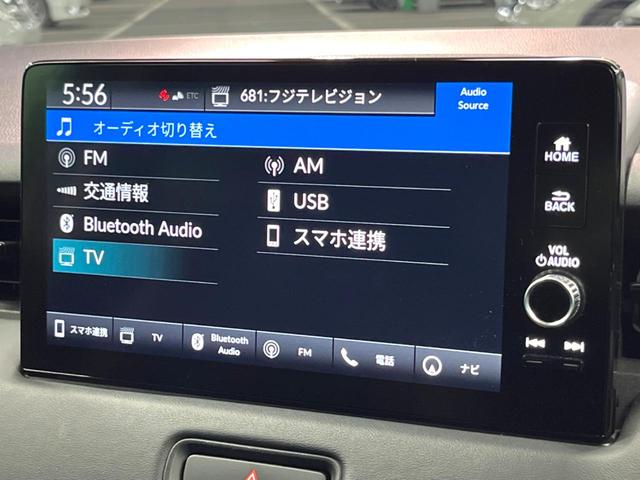 5:56
ETC
681:フジテレビジョン
Audio
Source
オーディオ切り替え
FM
AM
交通情報
USB
Bluetooth Audio
スマホ連携
TV
スマホ連携
TV
Bluetooth
Audio
FM
電話
ナビ
HOME
BACK
VOL
AUDIO